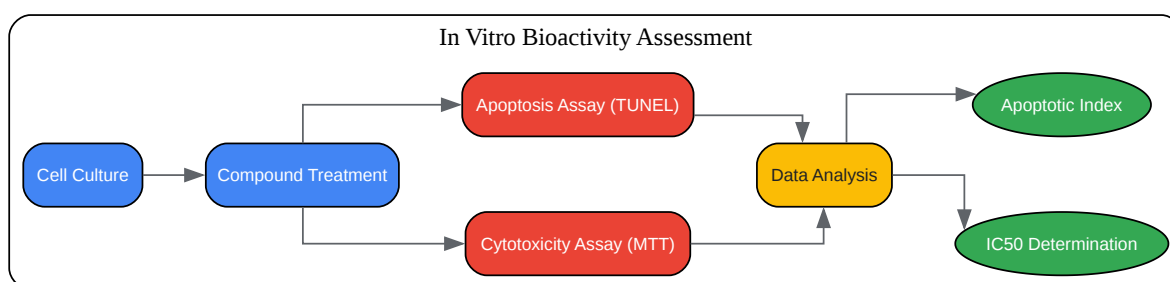 In Vitro Bioactivity Assessment
Cell Culture
Compound Treatment
Apoptosis Assay (TUNEL)
Cytotoxicity Assay (MTT)
Data Analysis
Apoptotic Index
IC50 Determination